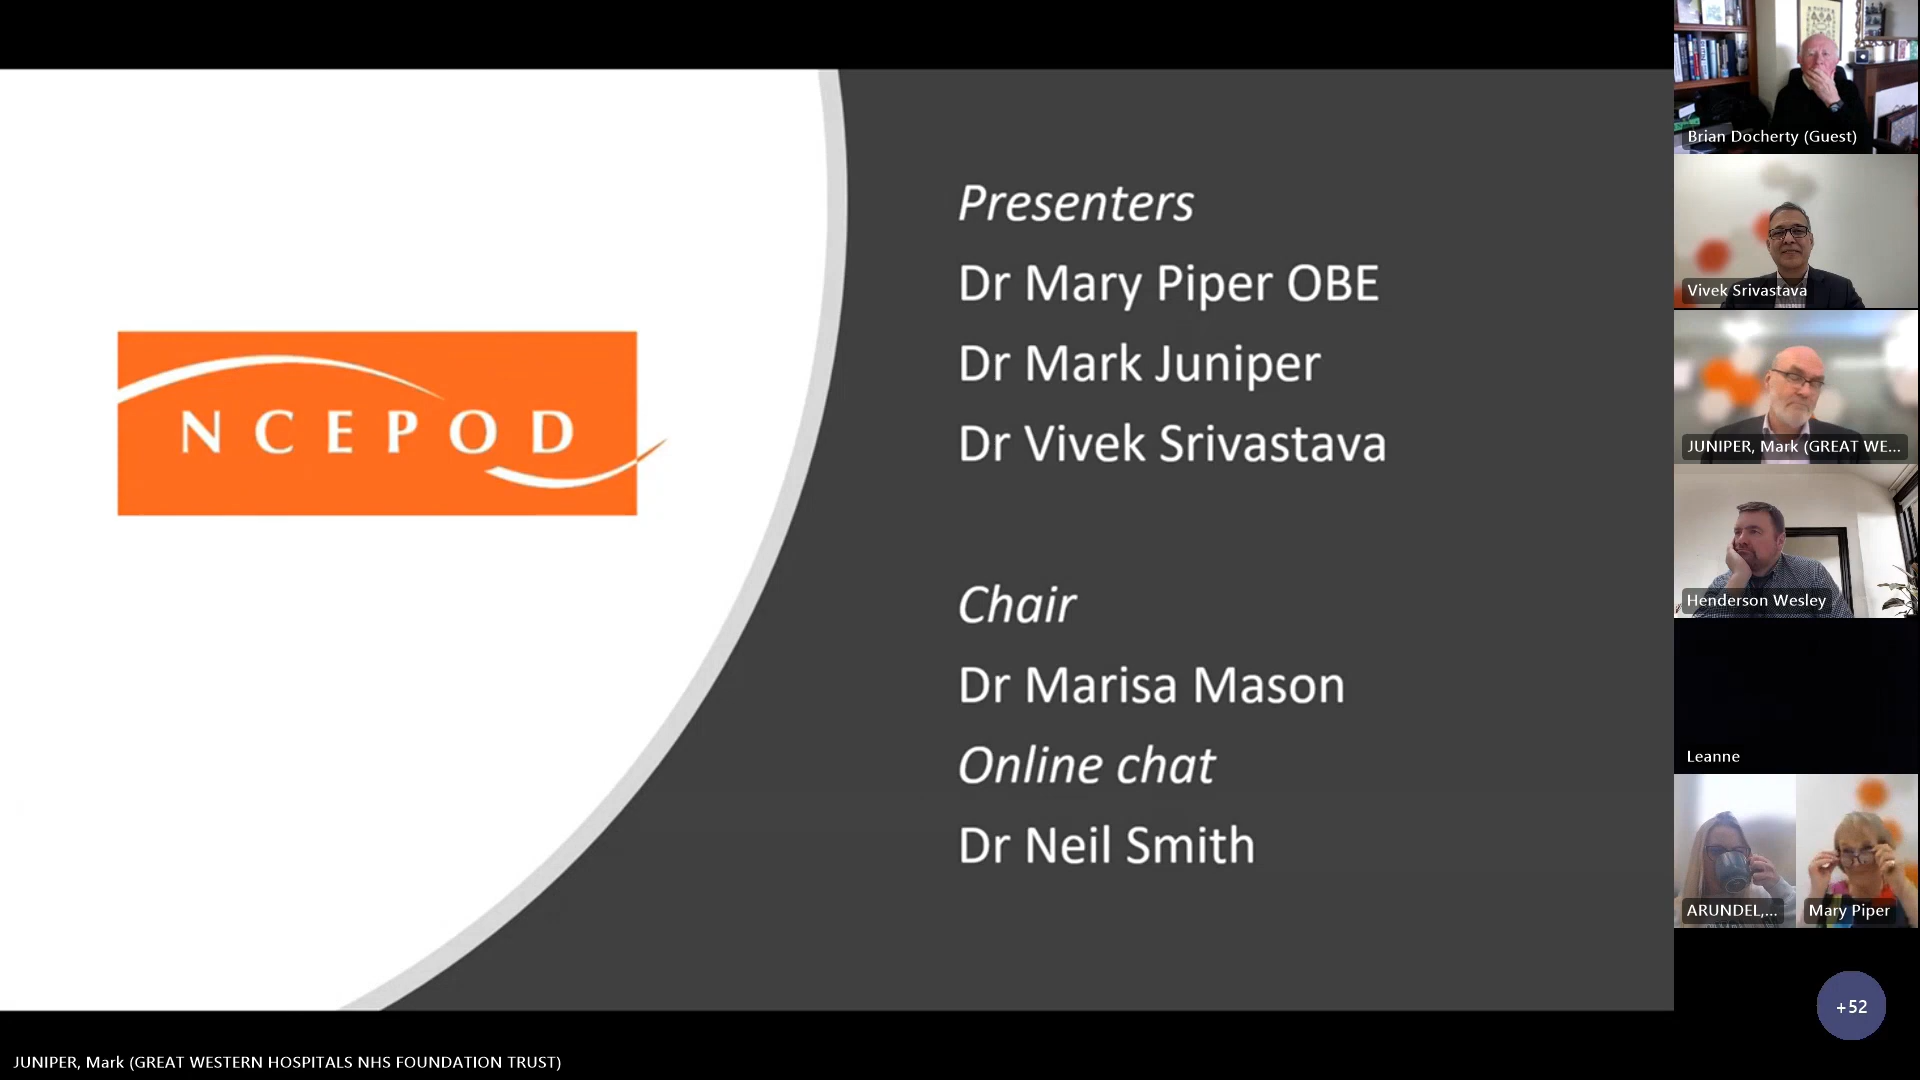 NCEPOD
Presenters
Dr Mary Piper OBE
Dr Mark Juniper
Dr Vivek Srivastava
Chair
Dr Marisa Mason
Online chat
Dr Neil Smith
Brian Docherty (Guest)
Vivek Srivastava
JUNIPER, Mark (GREAT WE...
Henderson Wesley
Leanne
ARUNDEL,...
Mary Piper
+52
JUNIPER, Mark (GREAT WESTERN HOSPITALS NHS FOUNDATION TRUST)